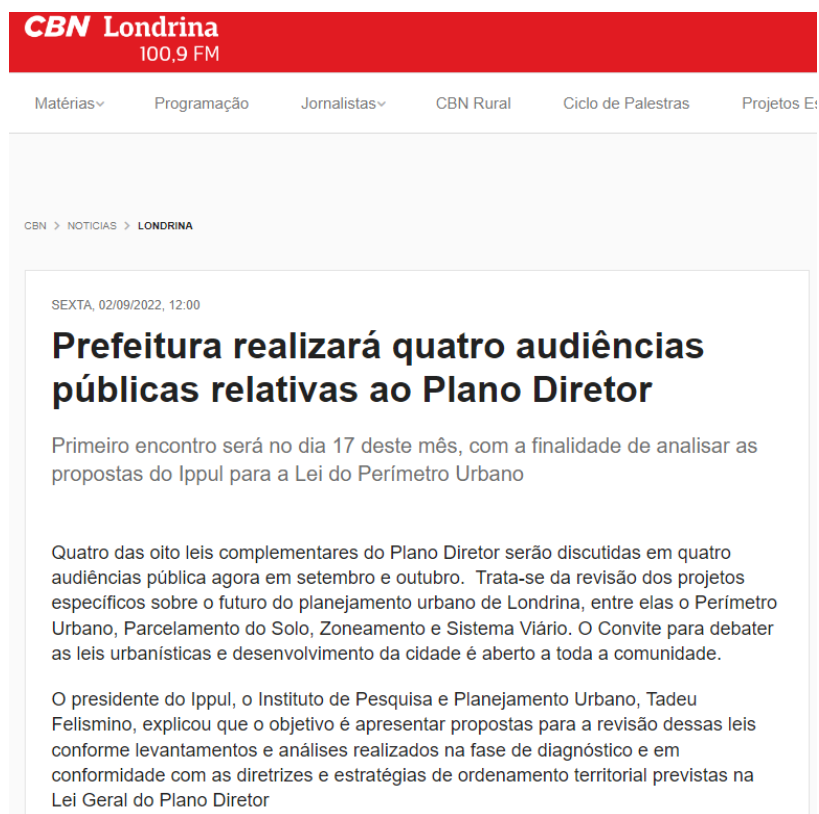 CBN Londrina
100,9 FM
Matérias Programação Jornalistas CBN Rural Ciclo de Palestras Projetos Es
CBN > NOTICIAS > LONDRINA
SEXTA, 02/09/2022, 12:00
Prefeitura realizará quatro audiências
públicas relativas ao Plano Diretor
Primeiro encontro será no dia 17 deste mês, com a finalidade de analisar as
propostas do Ippul para a Lei do Perímetro Urbano
Quatro das oito leis complementares do Plano Diretor serão discutidas em quatro
audiências pública agora em setembro e outubro.  Trata-se da revisão dos projetos
específicos sobre o futuro do planejamento urbano de Londrina, entre elas o Perímetro
Urbano, Parcelamento do Solo, Zoneamento e Sistema Viário. O Convite para debater
as leis urbanísticas e desenvolvimento da cidade é aberto a toda a comunidade.
O presidente do Ippul, o Instituto de Pesquisa e Planejamento Urbano, Tadeu
Felismino, explicou que o objetivo é apresentar propostas para a revisão dessas leis
conforme levantamentos e análises realizados na fase de diagnóstico e em
conformidade com as diretrizes e estratégias de ordenamento territorial previstas na
Lei Geral do Plano Diretor